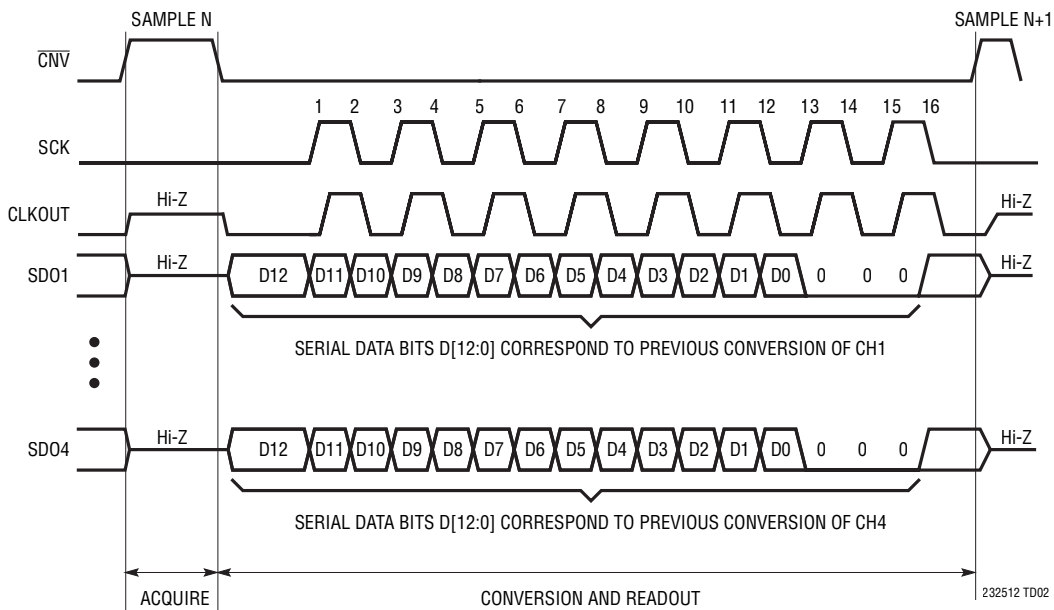 SAMPLE N SAMPLE N+1
CNV
1 2 3 4 5 6 7 8 9 10 11 12 13 14 15 16
SCK
Hi-Z Hi-Z
CLKOUT
SDO1 Hi-Z D12 D11 D10 D9 D8 D7 D6 D5 D4 D3 D2 D1 D0 0 0 0 Hi-Z
SERIAL DATA BITS D[12:0] CORRESPOND TO PREVIOUS CONVERSION OF CH1
SDO4 Hi-Z D12 D11 D10 D9 D8 D7 D6 D5 D4 D3 D2 D1 D0 0 0 0 Hi-Z
SERIAL DATA BITS D[12:0] CORRESPOND TO PREVIOUS CONVERSION OF CH4
ACQUIRE CONVERSION AND READOUT
232512 TD02